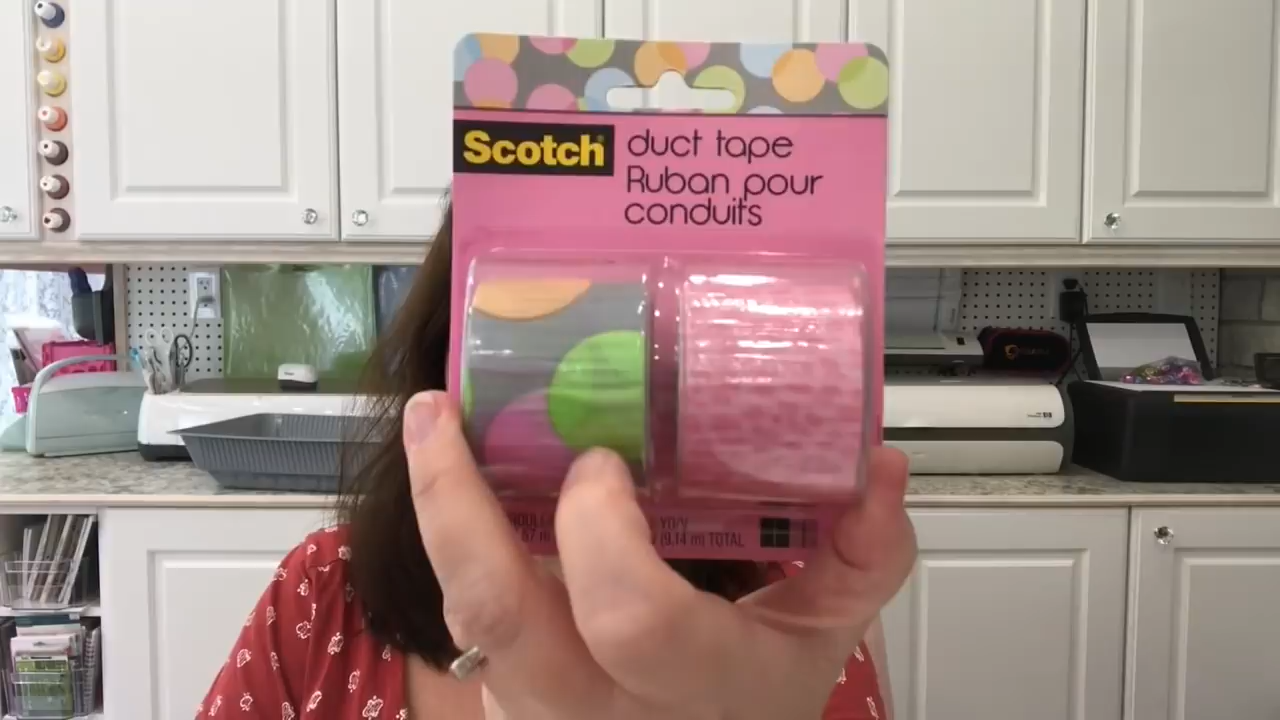 Scotch
duct tape
Ruban pour
conduits
(9.14 m) TOTAL